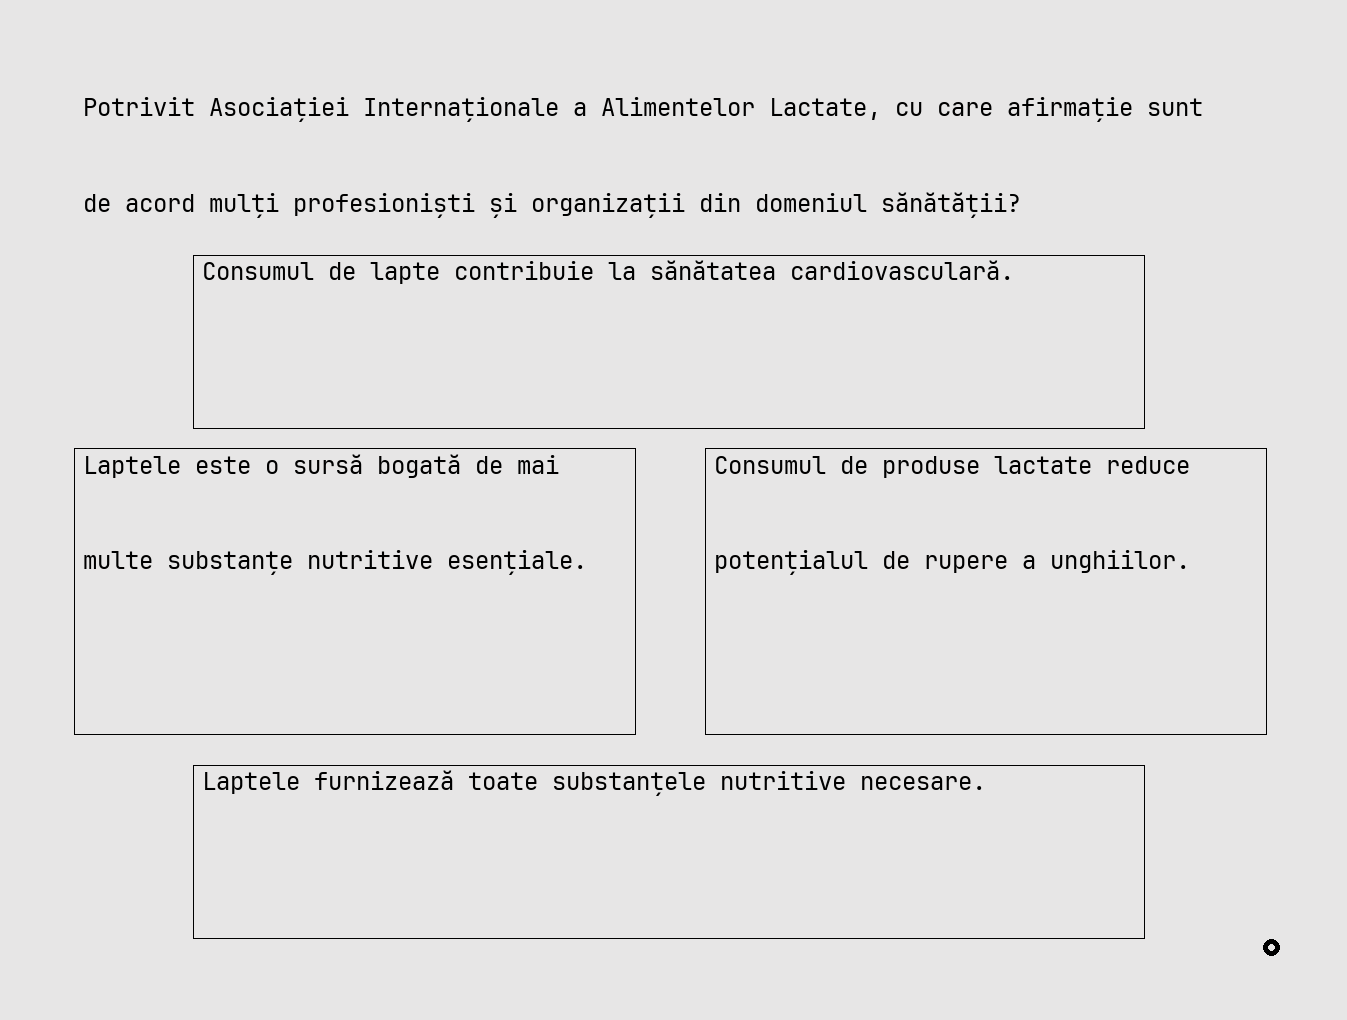 Potrivit Asociației Internaționale a Alimentelor Lactate, cu care afirmație sunt
de acord mulți profesioniști și organizații din domeniul sănătății?
Consumul de lapte contribuie la sănătatea cardiovasculară.
Laptele este o sursă bogată de mai
multe substanțe nutritive esențiale.
Consumul de produse lactate reduce
potențialul de rupere a unghiilor.
Laptele furnizează toate substanțele nutritive necesare.